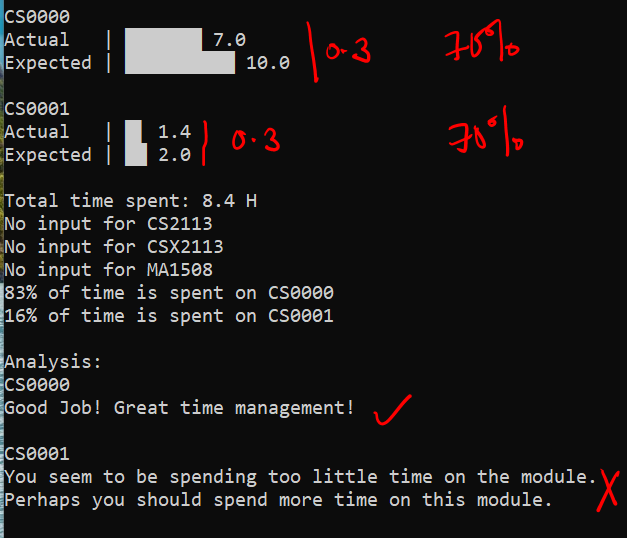 CS0000
Actual | 7.0
Expected | 10.0 0.3 70%
CS0001
Actual | 1.4
Expected | 2.0 0.3 70%
Total time spent: 8.4 H
No input for CS2113
No input for CSX2113
No input for MA1508
83% of time is spent on CS0000
16% of time is spent on CS0001
Analysis:
CS0000
Good Job! Great time management!
CS0001
You seem to be spending too little time on the module.
Perhaps you should spend more time on this module.